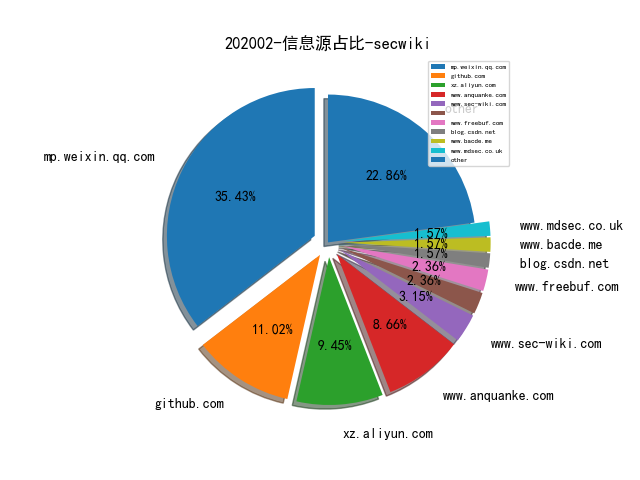 202002-信息源占比-secwiki
mp.weixin.qq.com
github.com
xz.aliyun.com
www.anquanke.com
www.sec-wiki.com
www.freebuf.com
blog.csdn.net
www.bacde.me
www.mdsec.co.uk
other
other
22.86%
35.43%
mp.weixin.qq.com
1.57%
www.mdsec.co.uk
1.57%
www.bacde.me
1.57%
blog.csdn.net
2.36%
www.freebuf.com
2.36%
3.15%
11.02%
8.66%
9.45%
www.sec-wiki.com
www.anquanke.com
github.com
xz.aliyun.com